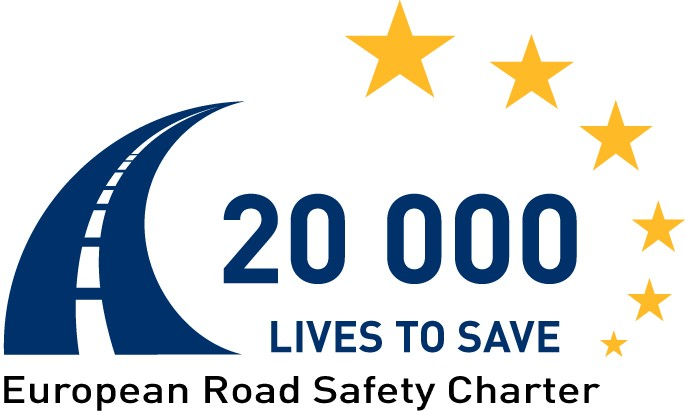 20 000
LIVES TO SAVE
European Road Safety Charter